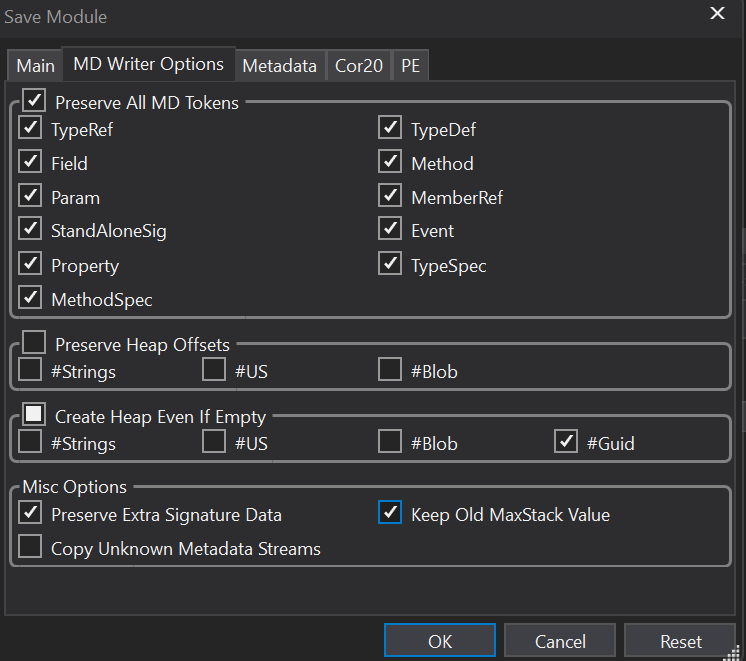 Save Module
Main MD Writer Options Metadata Cor20 PE
Preserve All MD Tokens
TypeRef TypeDef
Field Method
Param MemberRef
StandAloneSig Event
Property TypeSpec
MethodSpec
Preserve Heap Offsets
#Strings #US #Blob
Create Heap Even If Empty
#Strings #US #Blob #Guid
Misc Options
Preserve Extra Signature Data Keep Old MaxStack Value
Copy Unknown Metadata Streams
OK Cancel Reset